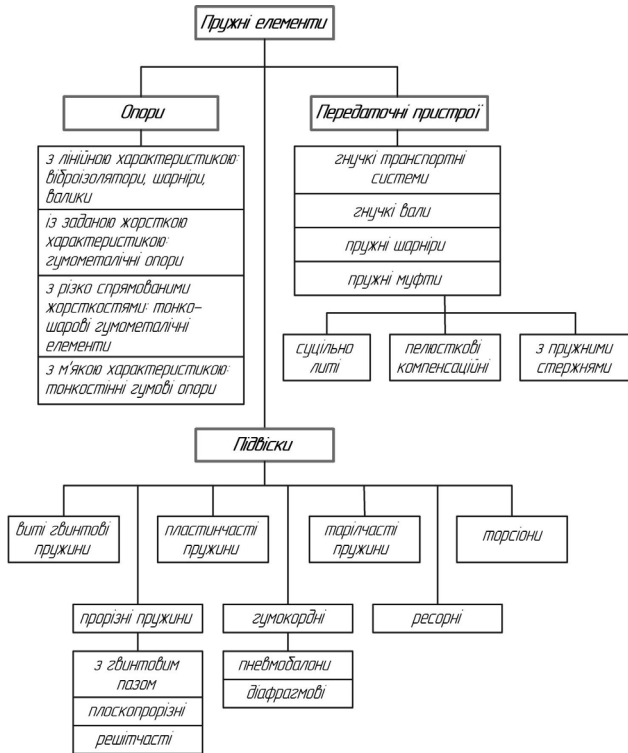 Пружні елементи
Опори
з лінійною характеристикою:
віброізолятори, шарніри,
валики
із заданою жорсткою
характеристикою:
гумометалічні опори
з різко спрямованими
жорсткостями: тонко-
шарові гумометалічні
елементи
з м'якою характеристикою:
тонкостінні гумові опори
Передаточні пристрої
гнучкі транспортні
системи
гнучкі вали
пружні шарніри
пружні муфти
суцільно
литі
пелюсткові
компенсаційні
з пружними
стержнями
Підвіски
виті гвинтові
пружини
пластинчасті
пружини
тарілчасті
пружини
торсіони
прорізні пружини
з гвинтовим
пазом
плоскопрорізні
решітчасті
гумокордні
пневмобалони
діафрагмові
ресорні